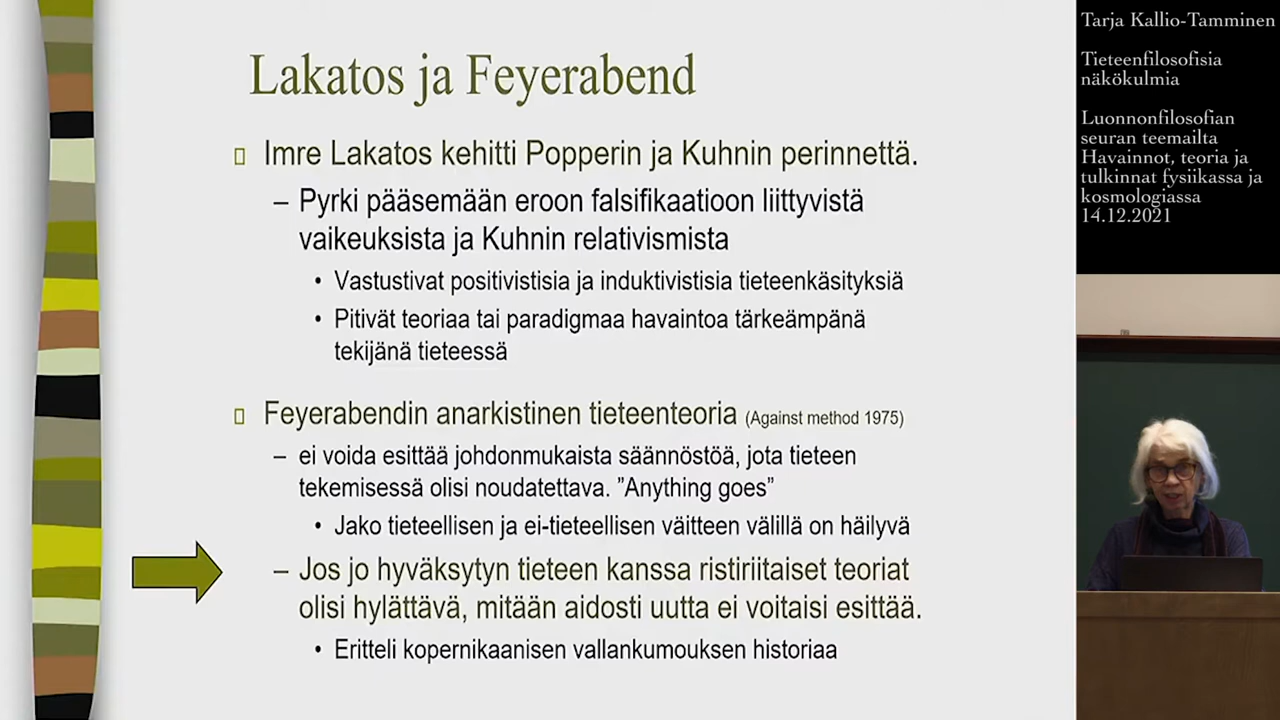 Lakatos ja Feyerabend
Imre Lakatos kehitti Popperin ja Kuhnin perinnettä.
– Pyrki pääsemään eroon falsifikaatioon liittyvistä
vaikeuksista ja Kuhnin relativismista
• Vastustivat positivistisia ja induktivistisia tieteenkäsityksiä
• Pitivät teoriaa tai paradigmaa havaintoa tärkeämpänä
tekijänä tieteessä
Feyerabendin anarkistinen tieteenteoria (Against method 1975)
– ei voida esittää johdonmukaista säännöstöä, jota tieteen
tekemisessä olisi noudatettava. ”Anything goes”
• Jako tieteellisen ja ei-tieteellisen väitteen välillä on häilyvä
– Jos jo hyväksytyn tieteen kanssa ristiriitaiset teoriat
olisi hylättävä, mitään aidosti uutta ei voitaisi esittää.
• Eritteli kopernikaanisen vallankumouksen historiaa
Tarja Kallio-Tamminen
Tieteenfilosofisia
näkökulmia
Luonnonfilosofian
seuran teemailta
Havainnot, teoria ja
tulkinnat fysiikassa ja
kosmologiassa
14.12.2021